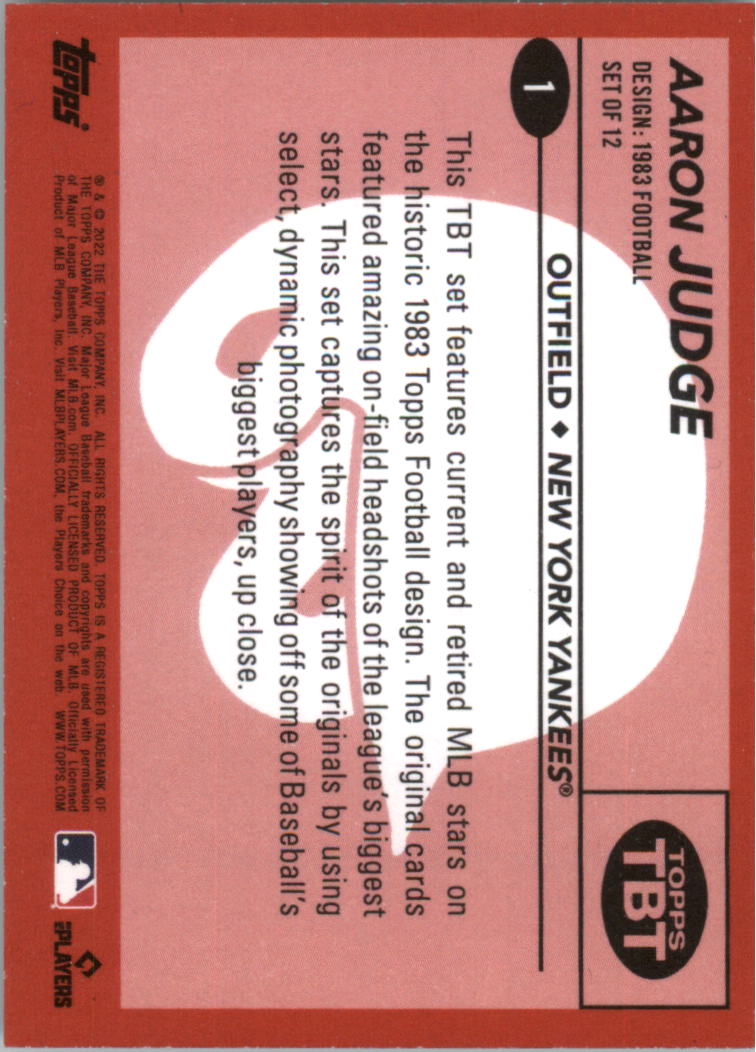 AARON JUDGE
DESIGN: 1983 FOOTBALL
SET OF 12
TOPPS
TBT
1
OUTFIELD ♦ NEW YORK YANKEES®
This TBT set features current and retired MLB stars on
the historic 1983 Topps Football design. The original cards
featured amazing on-field headshots of the league's biggest
stars. This set captures the spirit of the originals by using
select, dynamic photography showing off some of Baseball's
biggest players, up close.
topps®
® & © 2022 THE TOPPS COMPANY, INC. ALL RIGHTS RESERVED. TOPPS IS A REGISTERED TRADEMARK OF
THE TOPPS COMPANY, INC. Major League Baseball trademarks and copyrights are used with permission
of Major League Baseball. Visit MLB.com. OFFICIALLY LICENSED PRODUCT OF MLB. Officially Licensed
Product of MLB Players, Inc. Visit MLBPLAYERS.COM, the Players Choice on the web. WWW.TOPPS.COM
MLB PLAYERS